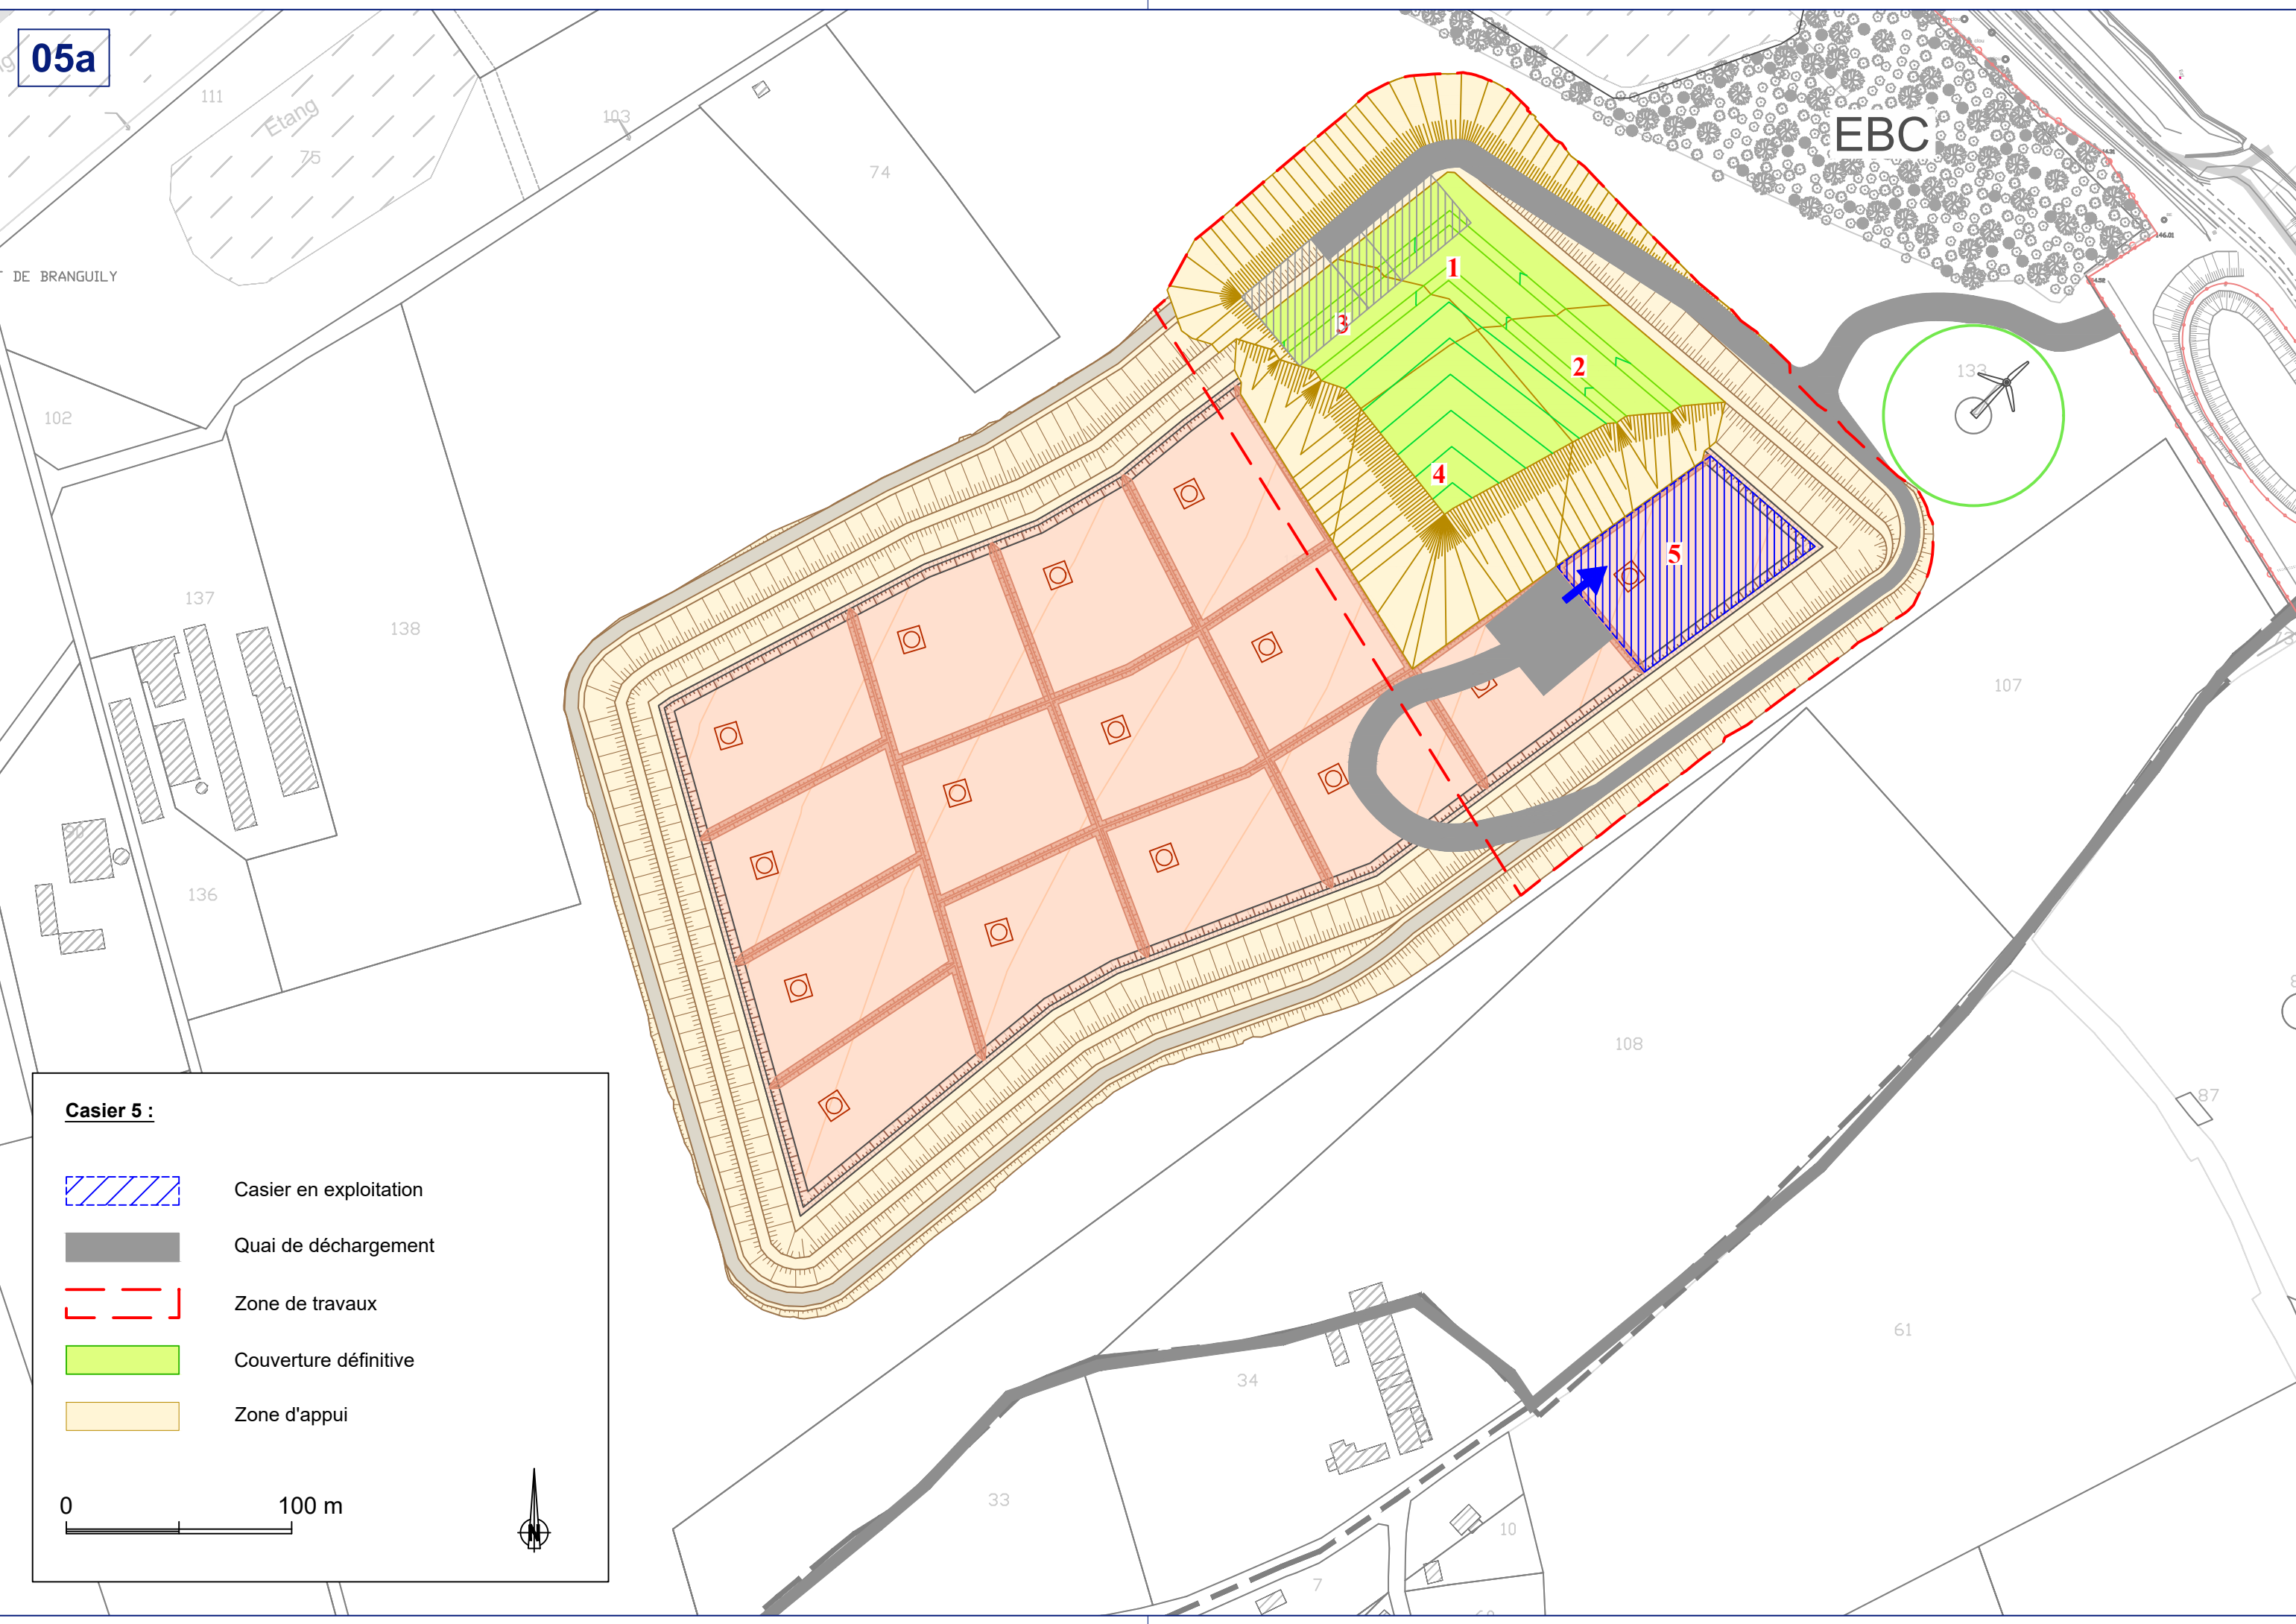 05a
111
Etang
75
103
74
EBC
T DE BRANGUILY
102
133
1
3
2
4
5
137
138
107
136
108
87
61
34
33
10
7
Casier 5 :
Casier en exploitation
Quai de déchargement
Zone de travaux
Couverture définitive
Zone d'appui
0
100 m
N